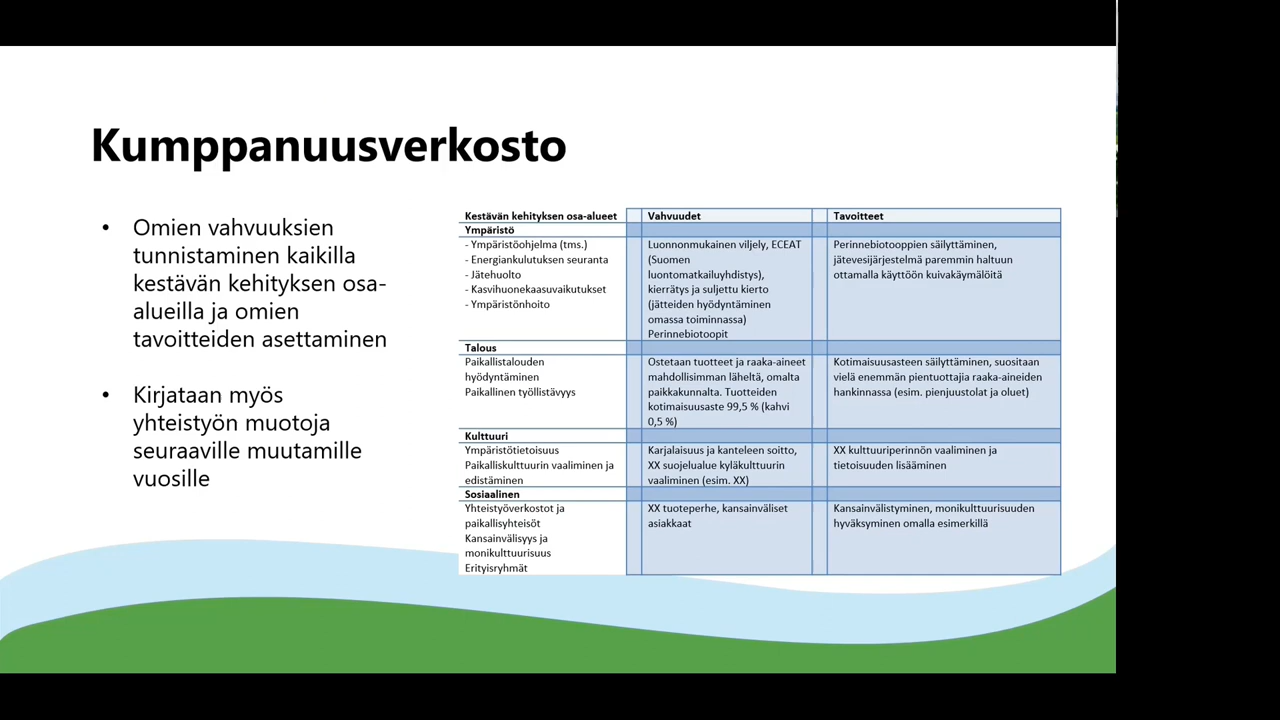 Kumppanuusverkosto
• Omien vahvuuksien
tunnistaminen kaikilla
kestävän kehityksen osa-
alueilla ja omien
tavoitteiden asettaminen
• Kirjataan myös
yhteistyön muotoja
seuraaville muutamille
vuosille
Kestävän kehityksen osa-alueet
Vahvuudet
Tavoitteet
Ympäristö
- Ympäristöohjelma (tms.)
- Energiankulutuksen seuranta
- Jätehuolto
- Kasvihuonekaasuvaikutukset
- Ympäristönhoito
Luonnonmukainen viljely, ECEAT
(Suomen
luontomatkailuyhdistys),
kierrätys ja suljettu kierto
(jätteiden hyödyntäminen
omassa toiminnassa)
Perinnebiotoopit
Perinnebiotooppien säilyttäminen,
jätevesijärjestelmä paremmin haltuun
ottamalla käyttöön kuivakäymälöitä
Talous
Paikallistalouden
hyödyntäminen
Paikallinen työllistävyys
Ostetaan tuotteet ja raaka-aineet
mahdollisimman läheltä, omalta
paikkakunnalta. Tuotteiden
kotimaisuusaste 99,5 % (kahvi
0,5 %)
Kotimaisuusasteen säilyttäminen, suositaan
vielä enemmän pientuottajia raaka-aineiden
hankinnassa (esim. pienjuustolat ja oluet)
Kulttuuri
Ympäristötietoisuus
Paikalliskulttuurin vaaliminen ja
edistäminen
Karjalaisuus ja kanteleen soitto,
XX suojelualue kyläkulttuurin
vaaliminen (esim. XX)
XX kulttuuriperinnön vaaliminen ja
tietoisuuden lisääminen
Sosiaalinen
Yhteistyöverkostot ja
paikallisyhteisöt
Kansainvälisyys ja
monikulttuurisuus
Erityisryhmät
XX tuoteperhe, kansainväliset
asiakkaat
Kansainvälistyminen, monikulttuurisuuden
hyväksyminen omalla esimerkillä